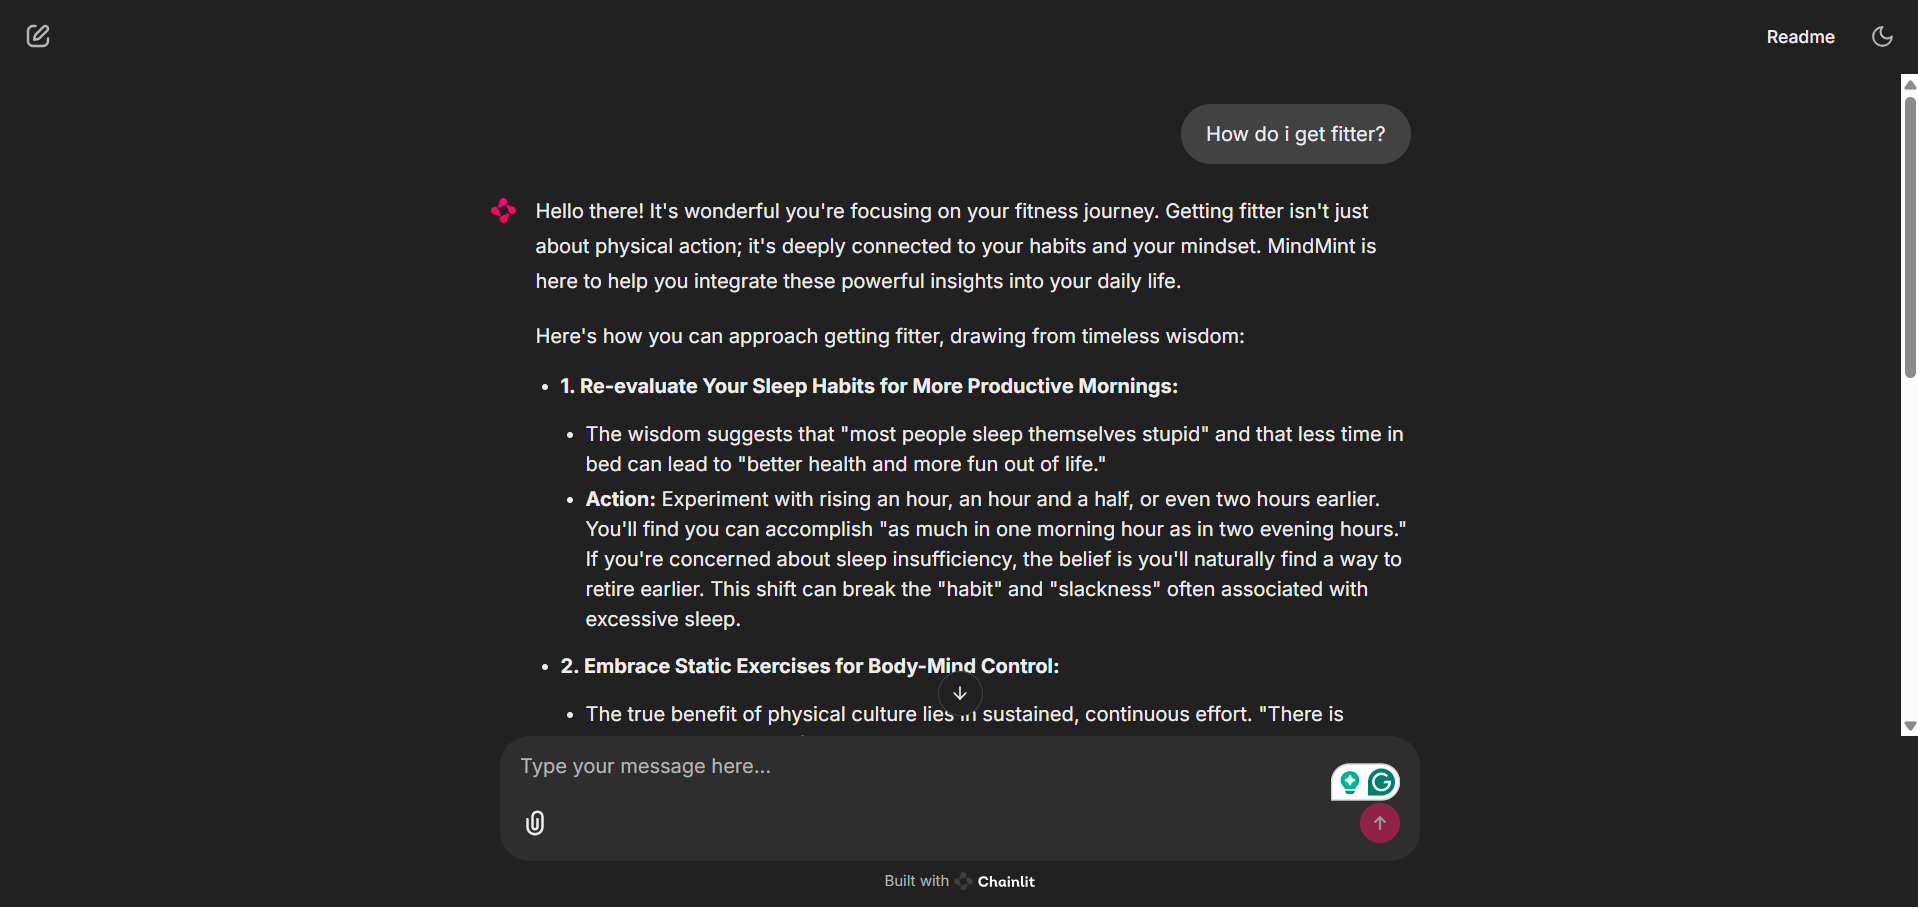 Readme
How do i get fitter?
Hello there! It's wonderful you're focusing on your fitness journey. Getting fitter isn't just
about physical action; it's deeply connected to your habits and your mindset. MindMint is
here to help you integrate these powerful insights into your daily life.
Here's how you can approach getting fitter, drawing from timeless wisdom:
• 1. Re-evaluate Your Sleep Habits for More Productive Mornings:
• The wisdom suggests that "most people sleep themselves stupid" and that less time in
bed can lead to "better health and more fun out of life."
• Action: Experiment with rising an hour, an hour and a half, or even two hours earlier.
You'll find you can accomplish "as much in one morning hour as in two evening hours."
If you're concerned about sleep insufficiency, the belief is you'll naturally find a way to
retire earlier. This shift can break the "habit" and "slackness" often associated with
excessive sleep.
• 2. Embrace Static Exercises for Body-Mind Control:
• The true benefit of physical culture lies in sustained, continuous effort. "There is
Type your message here...
Built with Chainlit